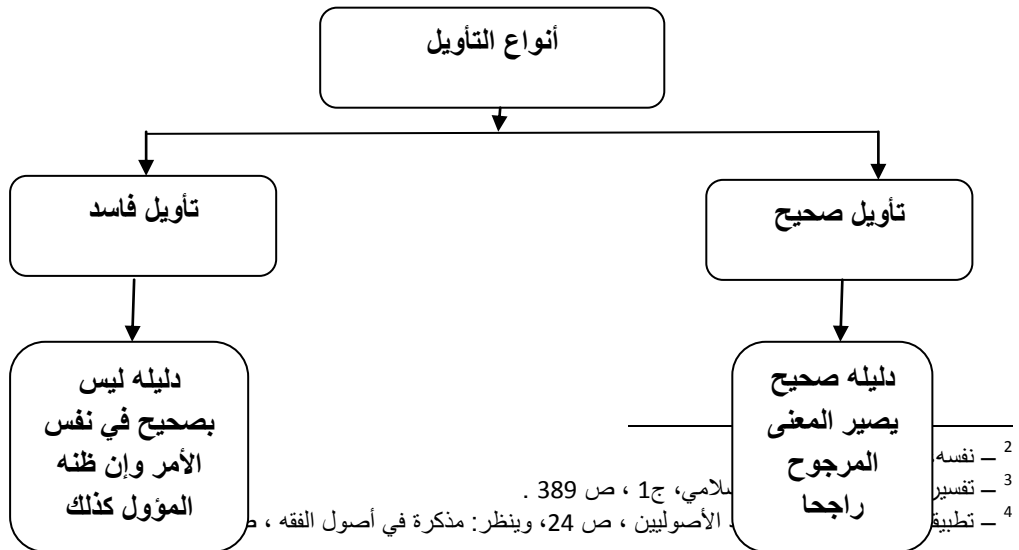 أنواع التأويل
تأويل صحيح
تأويل فاسد
دليله صحيح
يصير المعنى
المرجوح
راجحا
دليله ليس
بصحيح في نفس
الأمر وإن ظنه
المؤول كذلك
2 – نفسه
3 – تفسير ج1 ، ص 389 .
4 – الأصوليين ، ص 24، وينظر: مذكرة في أصول الفقه ،